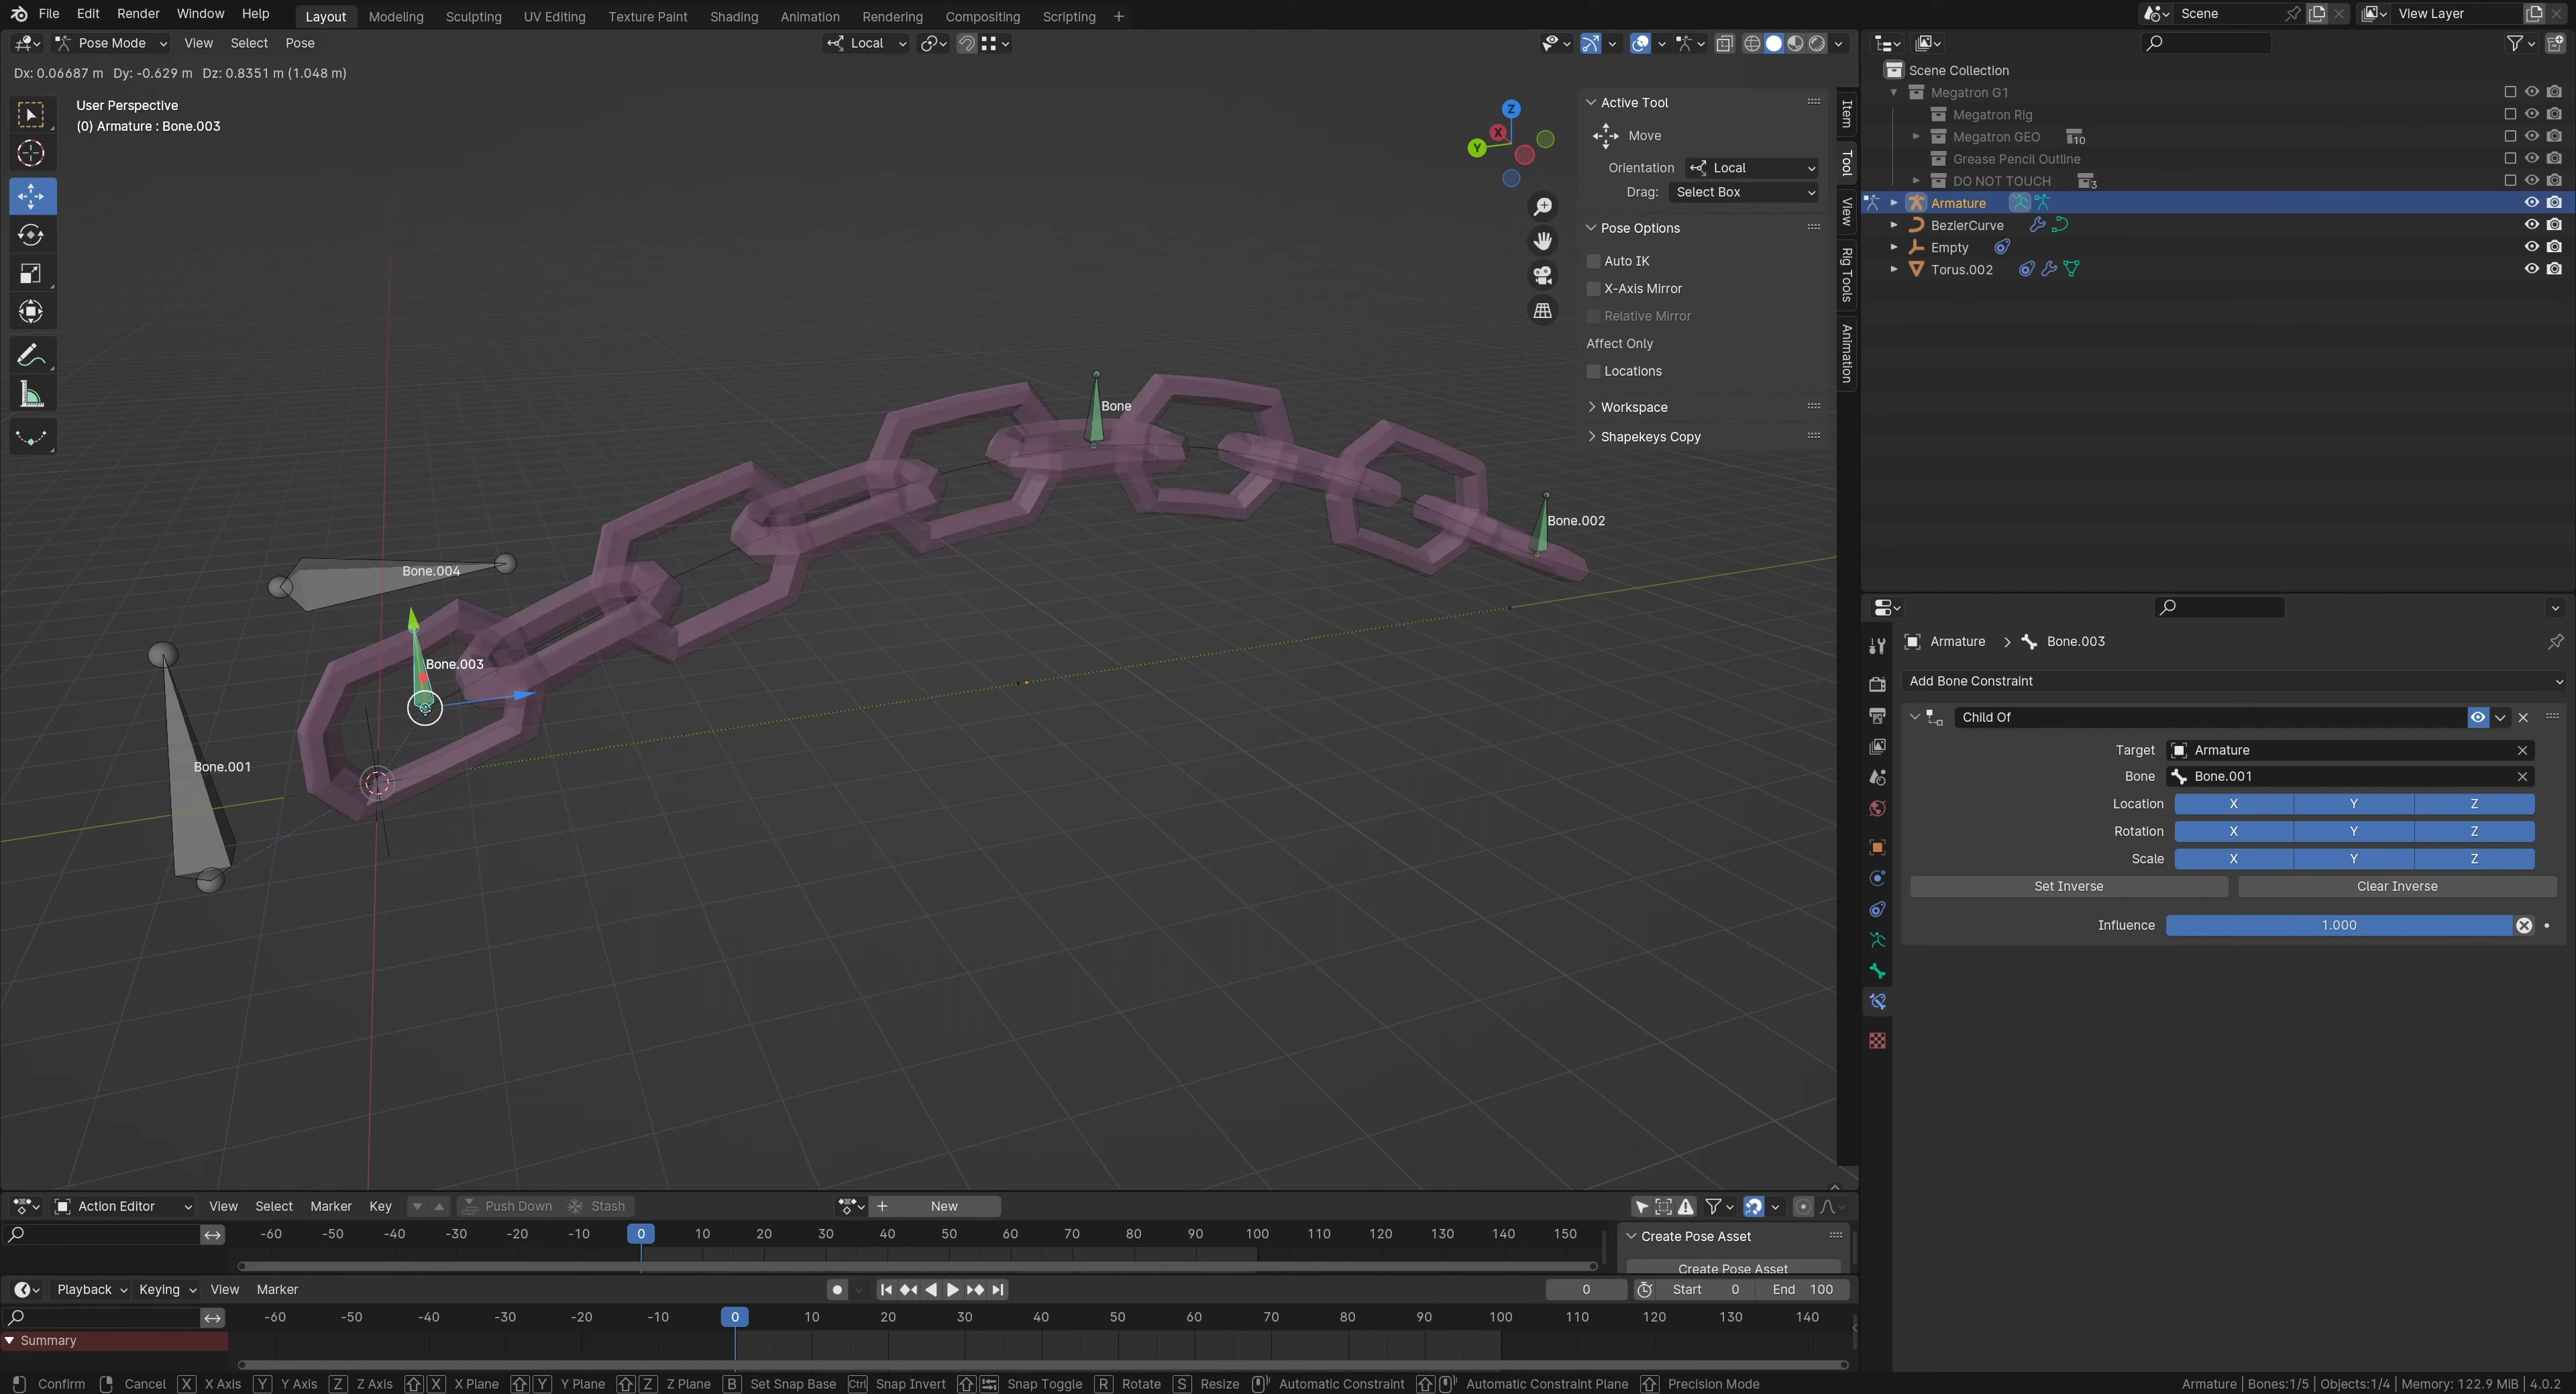 File Edit Render Window Help Layout Modeling Sculpting UV Editing Texture Paint Shading Animation Rendering Compositing Scripting + Scene View Layer
Pose Mode View Select Pose Local
Dx: 0.06687 m Dy: -0.629 m Dz: 0.8351 m (1.048 m)
User Perspective
(0) Armature : Bone.003
Z
X
Y
Bone
Bone.002
Bone.004
Bone.003
Bone.001
Active Tool
Move
Orientation Local
Drag: Select Box
Pose Options
Auto IK
X-Axis Mirror
Relative Mirror
Affect Only
Locations
Workspace
Shapekeys Copy
Item
Tool
View
Rig Tools
Animation
Scene Collection
Megatron G1
Megatron Rig
Megatron GEO 10
Grease Pencil Outline
DO NOT TOUCH 3
Armature
BezierCurve
Empty
Torus.002
Armature > Bone.003
Add Bone Constraint
Child Of
Target Armature
Bone Bone.001
Location X Y Z
Rotation X Y Z
Scale X Y Z
Set Inverse Clear Inverse
Influence 1.000
Action Editor View Select Marker Key Push Down Stash + New
-60 -50 -40 -30 -20 -10 0 10 20 30 40 50 60 70 80 90 100 110 120 130 140 150
Create Pose Asset
Create Pose Asset
Playback Keying View Marker 0 Start 0 End 100
-60 -50 -40 -30 -20 -10 0 10 20 30 40 50 60 70 80 90 100 110 120 130 140
Summary
Confirm Cancel X X Axis Y Y Axis Z Z Axis X X Plane Y Y Plane Z Z Plane B Set Snap Base Ctrl Snap Invert Snap Toggle R Rotate S Resize Automatic Constraint Automatic Constraint Plane Precision Mode Armature | Bones:1/5 | Objects:1/4 | Memory: 122.9 MiB | 4.0.2